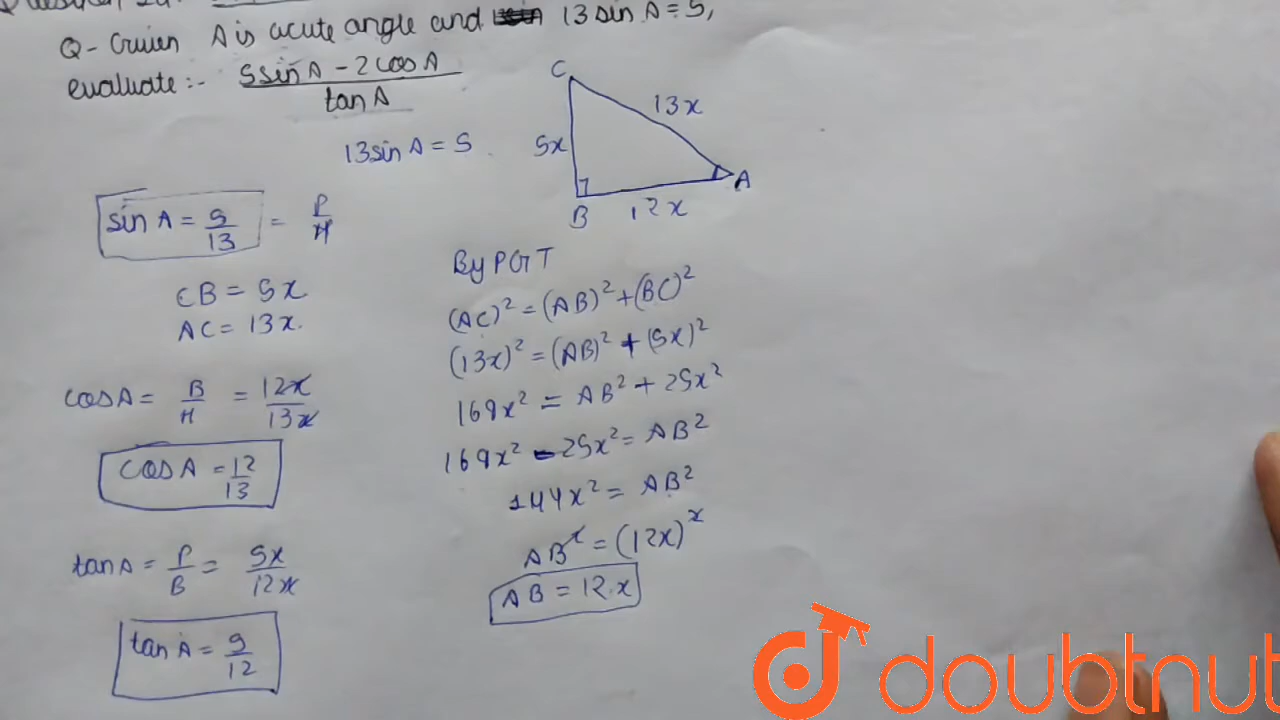 Q- Given A is acute angle and 13 sin A = 5,
evaluate :- 5 sin A - 2 cos A
tan A
13 sin A = 5
sin A = 5/13 = P/H
CB = 5x
AC = 13x.
cos A = B/H = 12x/13x
cos A = 12/13
tan A = P/B = 5x/12x
tan A = 5/12
C
13x
5x
A
B
12x
By PGT
(AC)² = (AB)² + (BC)²
(13x)² = (AB)² + (5x)²
169x² = AB² + 25x²
169x² - 25x² = AB²
144x² = AB²
AB² = (12x)²
AB = 12x
doubtnut